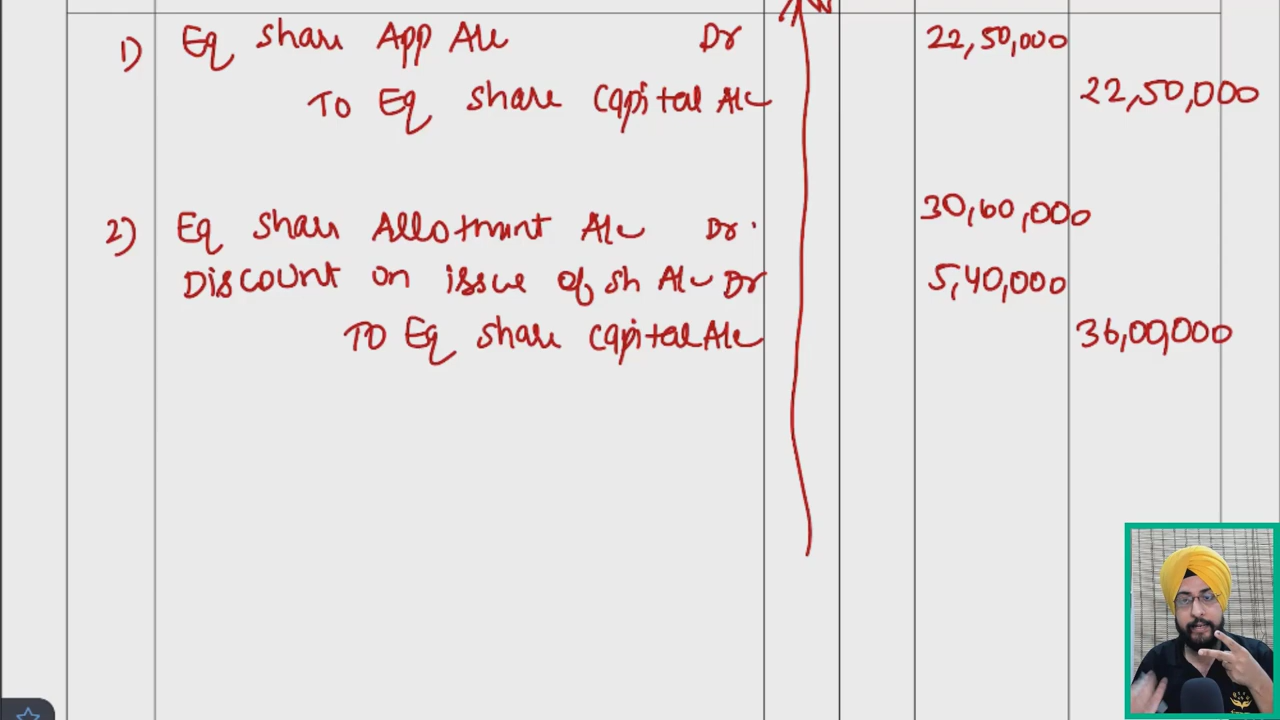 1) Eq share App A/c Dr 22,50,000
To Eq share Capital A/c 22,50,000
2) Eq share Allotment A/c Dr. 30,60,000
Discount on issue of sh A/c Dr 5,40,000
To Eq share capital A/c 36,00,000